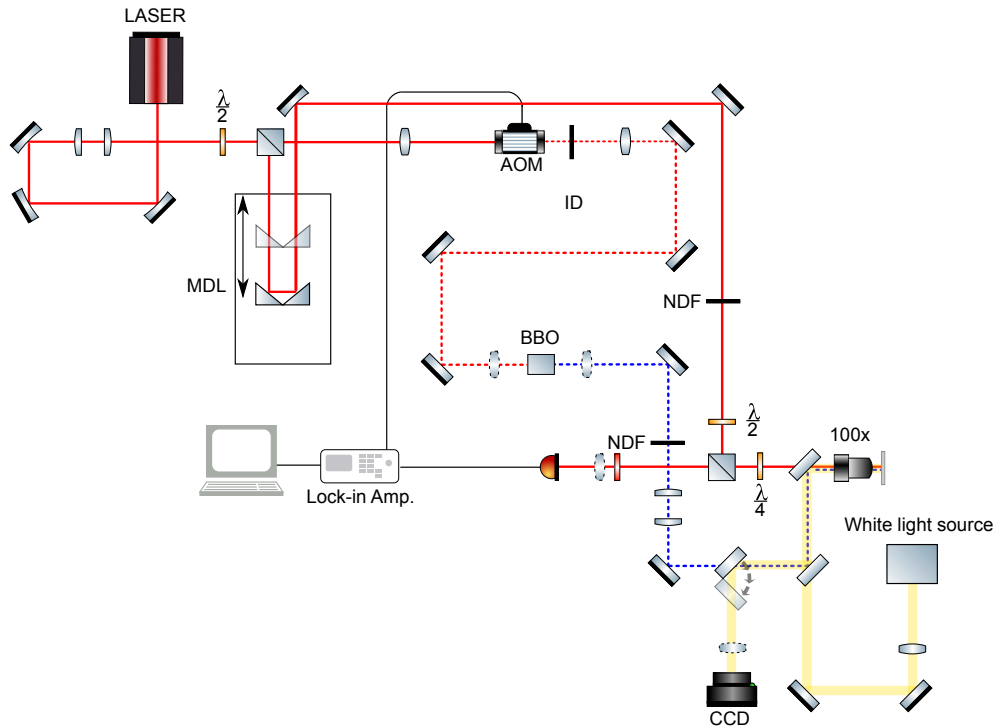 LASER
λ
2
AOM
ID
MDL
NDF
BBO
λ
2
NDF
100x
λ
4
Lock-in Amp.
White light source
CCD